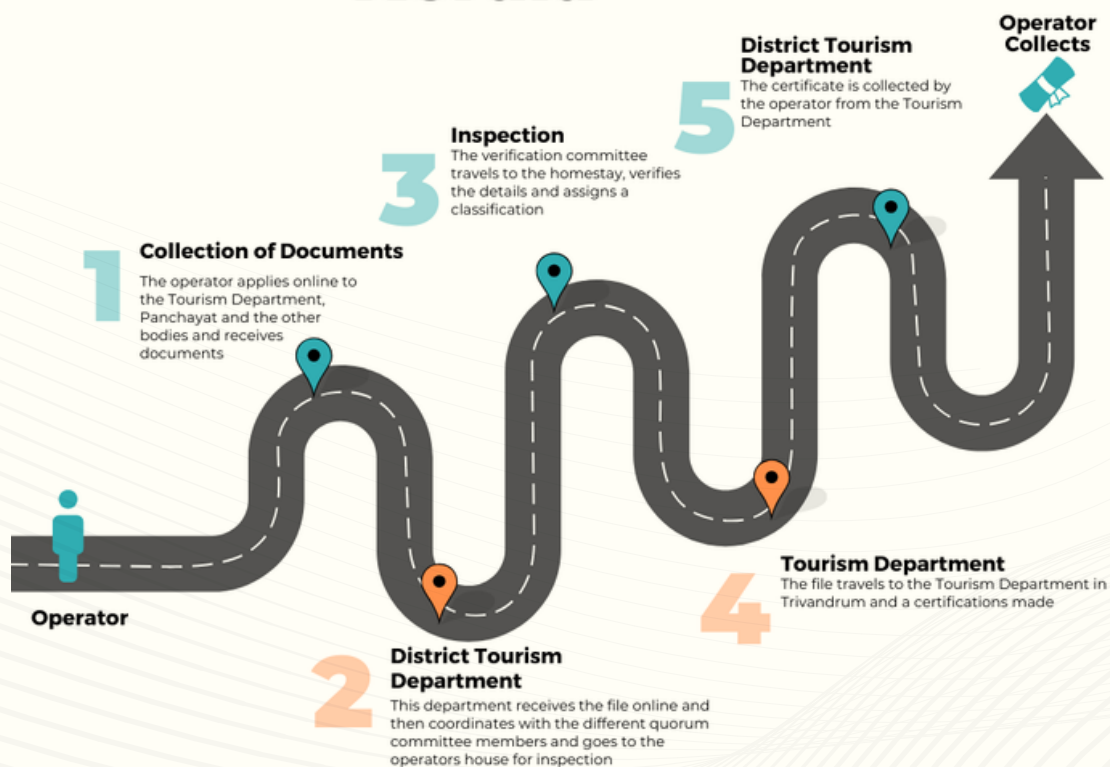 Operator
1
Collection of Documents
The operator applies online to
the Tourism Department,
Panchayat and the other
bodies and receives
documents
2
District Tourism
Department
This department receives the file online and
then coordinates with the different quorum
committee members and goes to the
operators house for inspection
3
Inspection
The verification committee
travels to the homestay, verifies
the details and assigns a
classification
4
Tourism Department
The file travels to the Tourism Department in
Trivandrum and a certifications made
5
District Tourism
Department
The certificate is collected by
the operator from the Tourism
Department
Operator
Collects